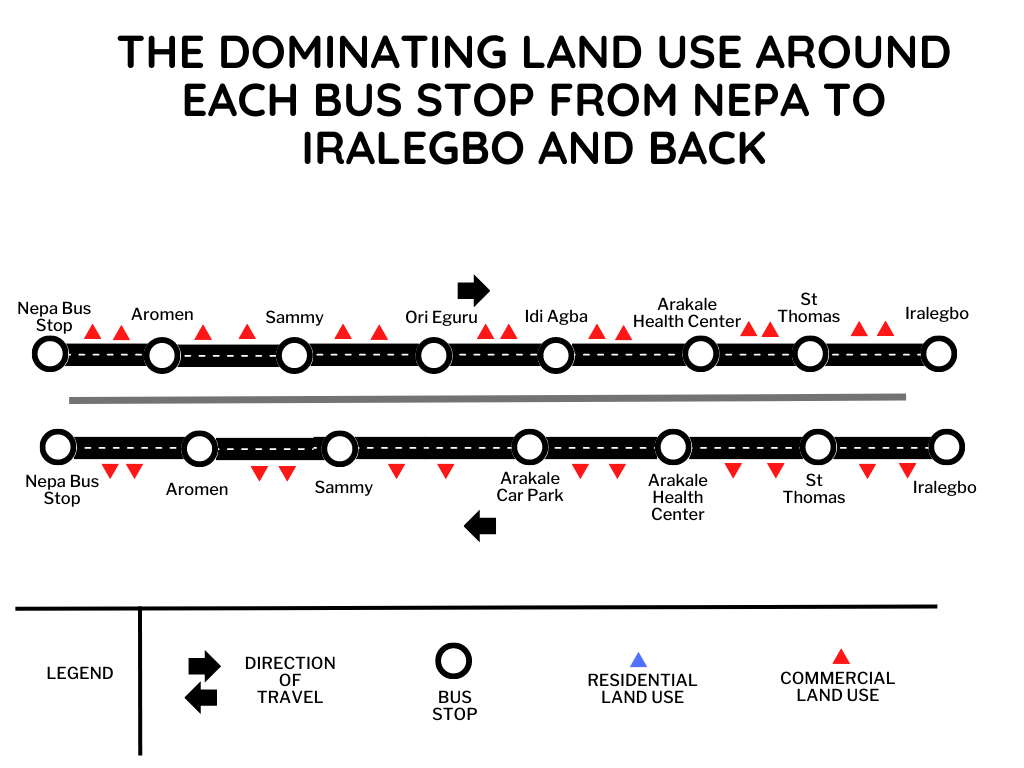 THE DOMINATING LAND USE AROUND
EACH BUS STOP FROM NEPA TO
IRALEGBO AND BACK
Nepa Bus
Stop
Aromen
Sammy
Ori Eguru
Idi Agba
Arakale
Health Center
St
Thomas
Iralegbo
Nepa Bus
Stop
Aromen
Sammy
Arakale
Car Park
Arakale
Health
Center
St
Thomas
Iralegbo
LEGEND
DIRECTION
OF
TRAVEL
BUS
STOP
RESIDENTIAL
LAND USE
COMMERCIAL
LAND USE